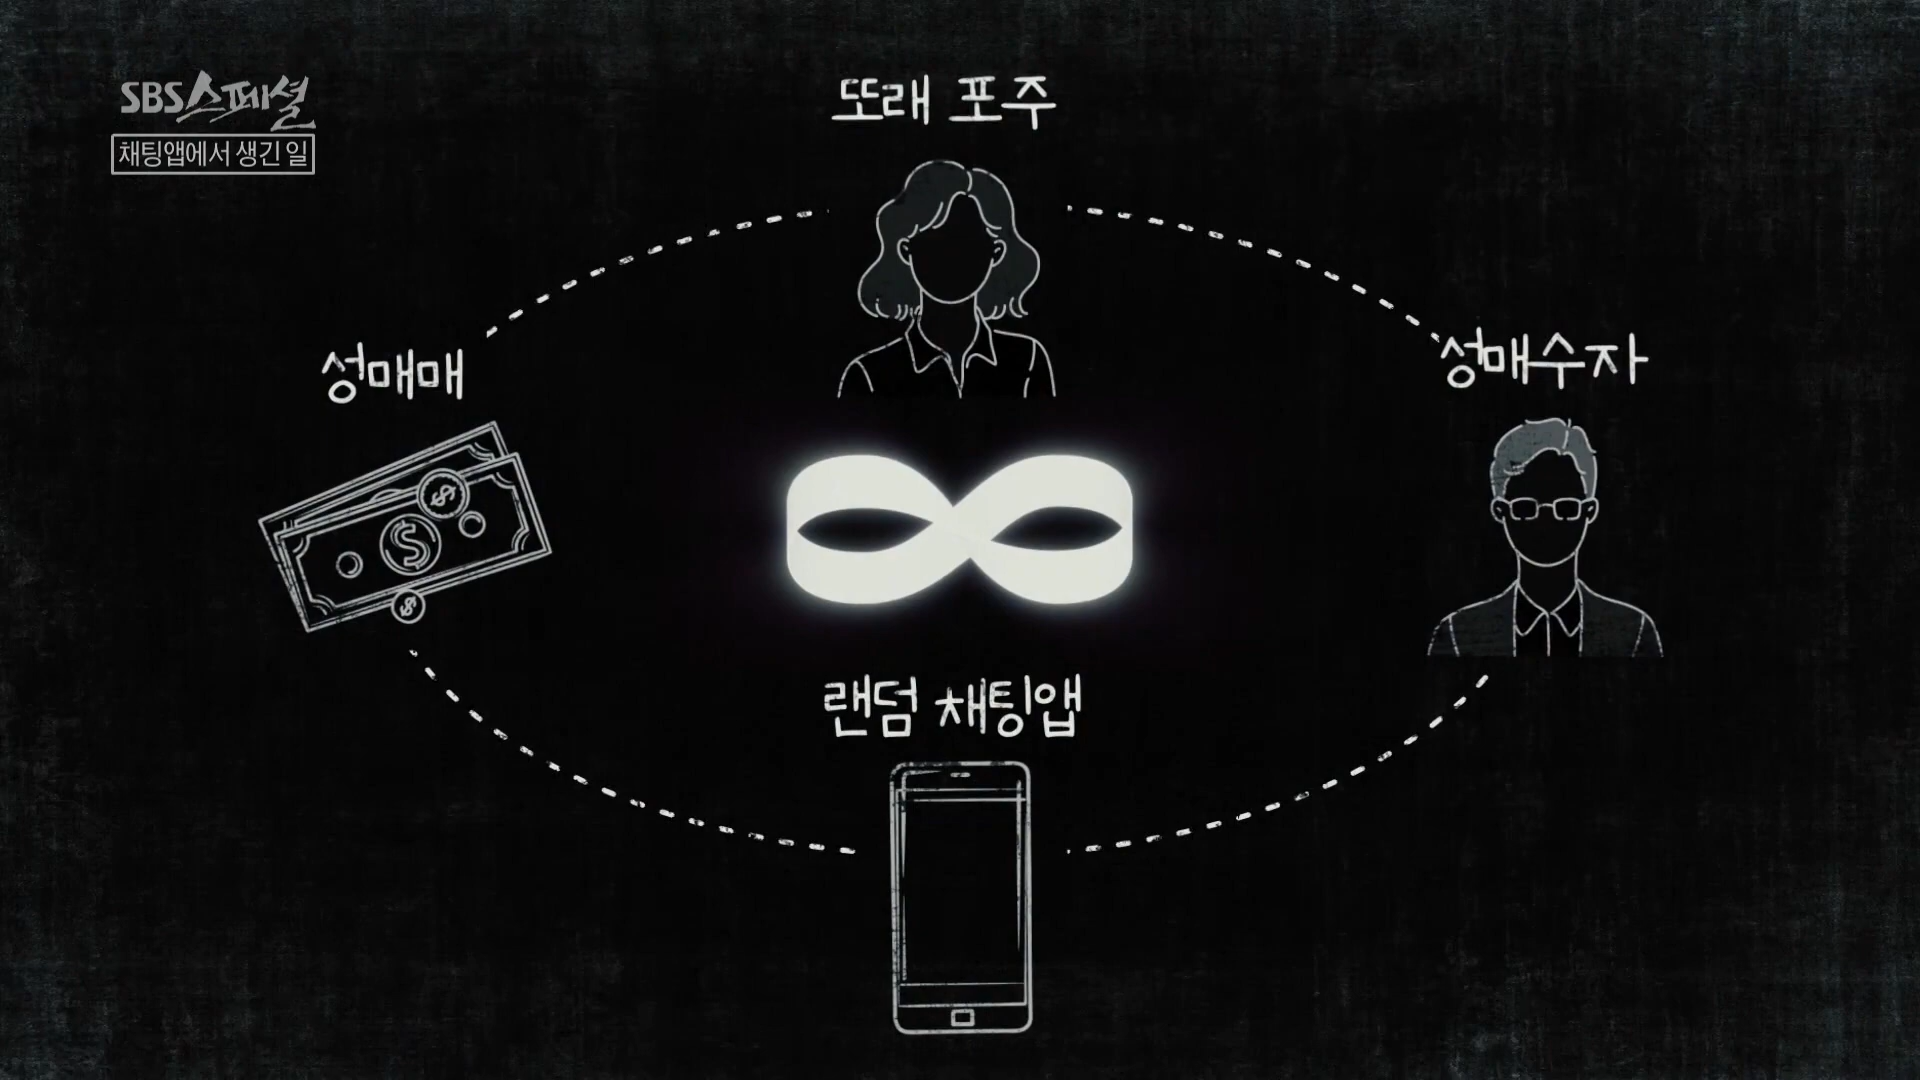 SBS스페셜
채팅앱에서 생긴 일
또래 포주
성매매
성매수자
랜덤 채팅앱